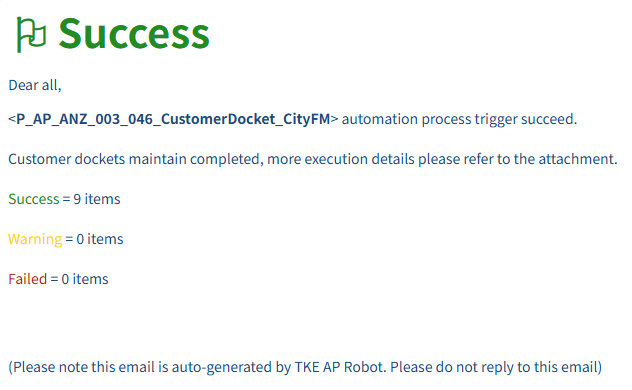 Success
Dear all,
<P_AP_ANZ_003_046_CustomerDocket_CityFM> automation process trigger succeed.
Customer dockets maintain completed, more execution details please refer to the attachment.
Success = 9 items
Warning = 0 items
Failed = 0 items
(Please note this email is auto-generated by TKE AP Robot. Please do not reply to this email)